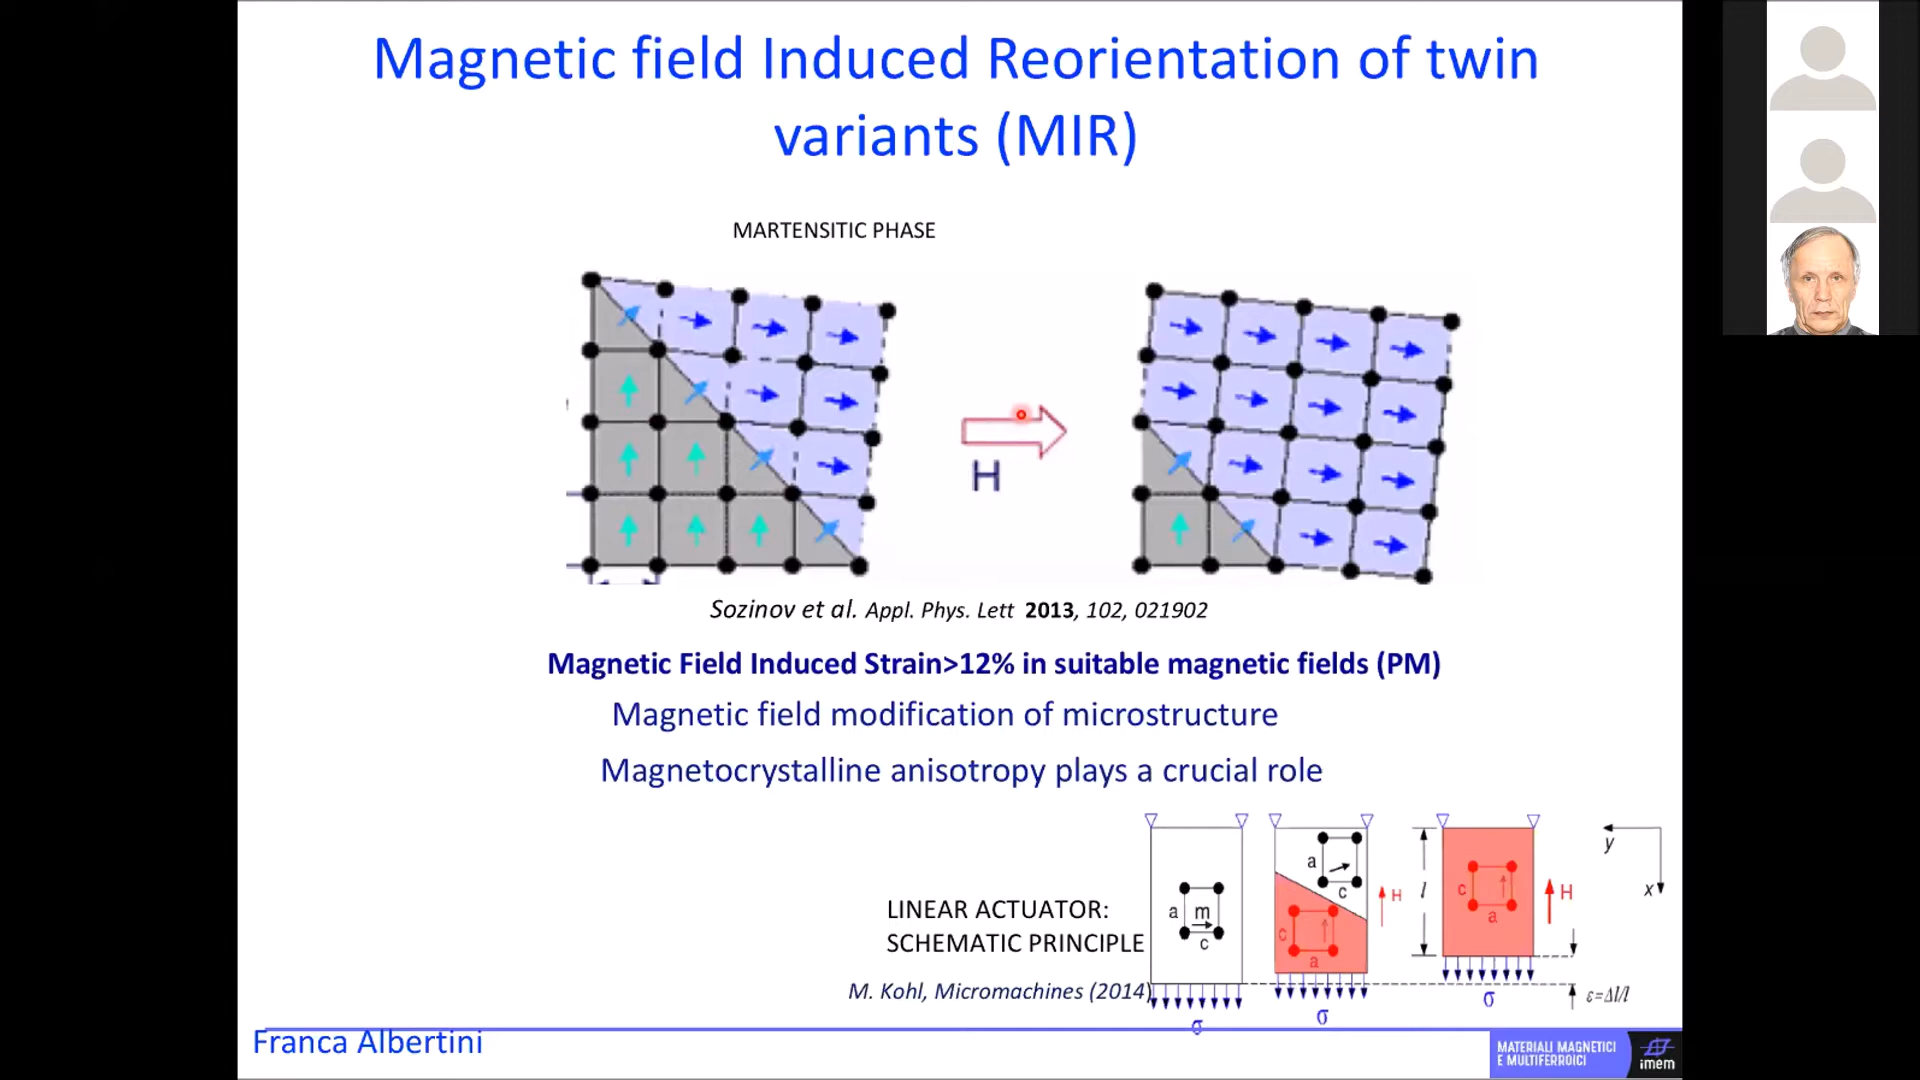 Magnetic field Induced Reorientation of twin
variants (MIR)
MARTENSITIC PHASE
H
Sozinov et al. Appl. Phys. Lett 2013, 102, 021902
Magnetic Field Induced Strain>12% in suitable magnetic fields (PM)
Magnetic field modification of microstructure
Magnetocrystalline anisotropy plays a crucial role
LINEAR ACTUATOR:
SCHEMATIC PRINCIPLE
M. Kohl, Micromachines (2014)
a m
c
σ
a
c
c
a
H
σ
l
c
a
H
σ
y
x
ε=Δl/l
Franca Albertini
MATERIALI MAGNETICI
E MULTIFERROICI
imem